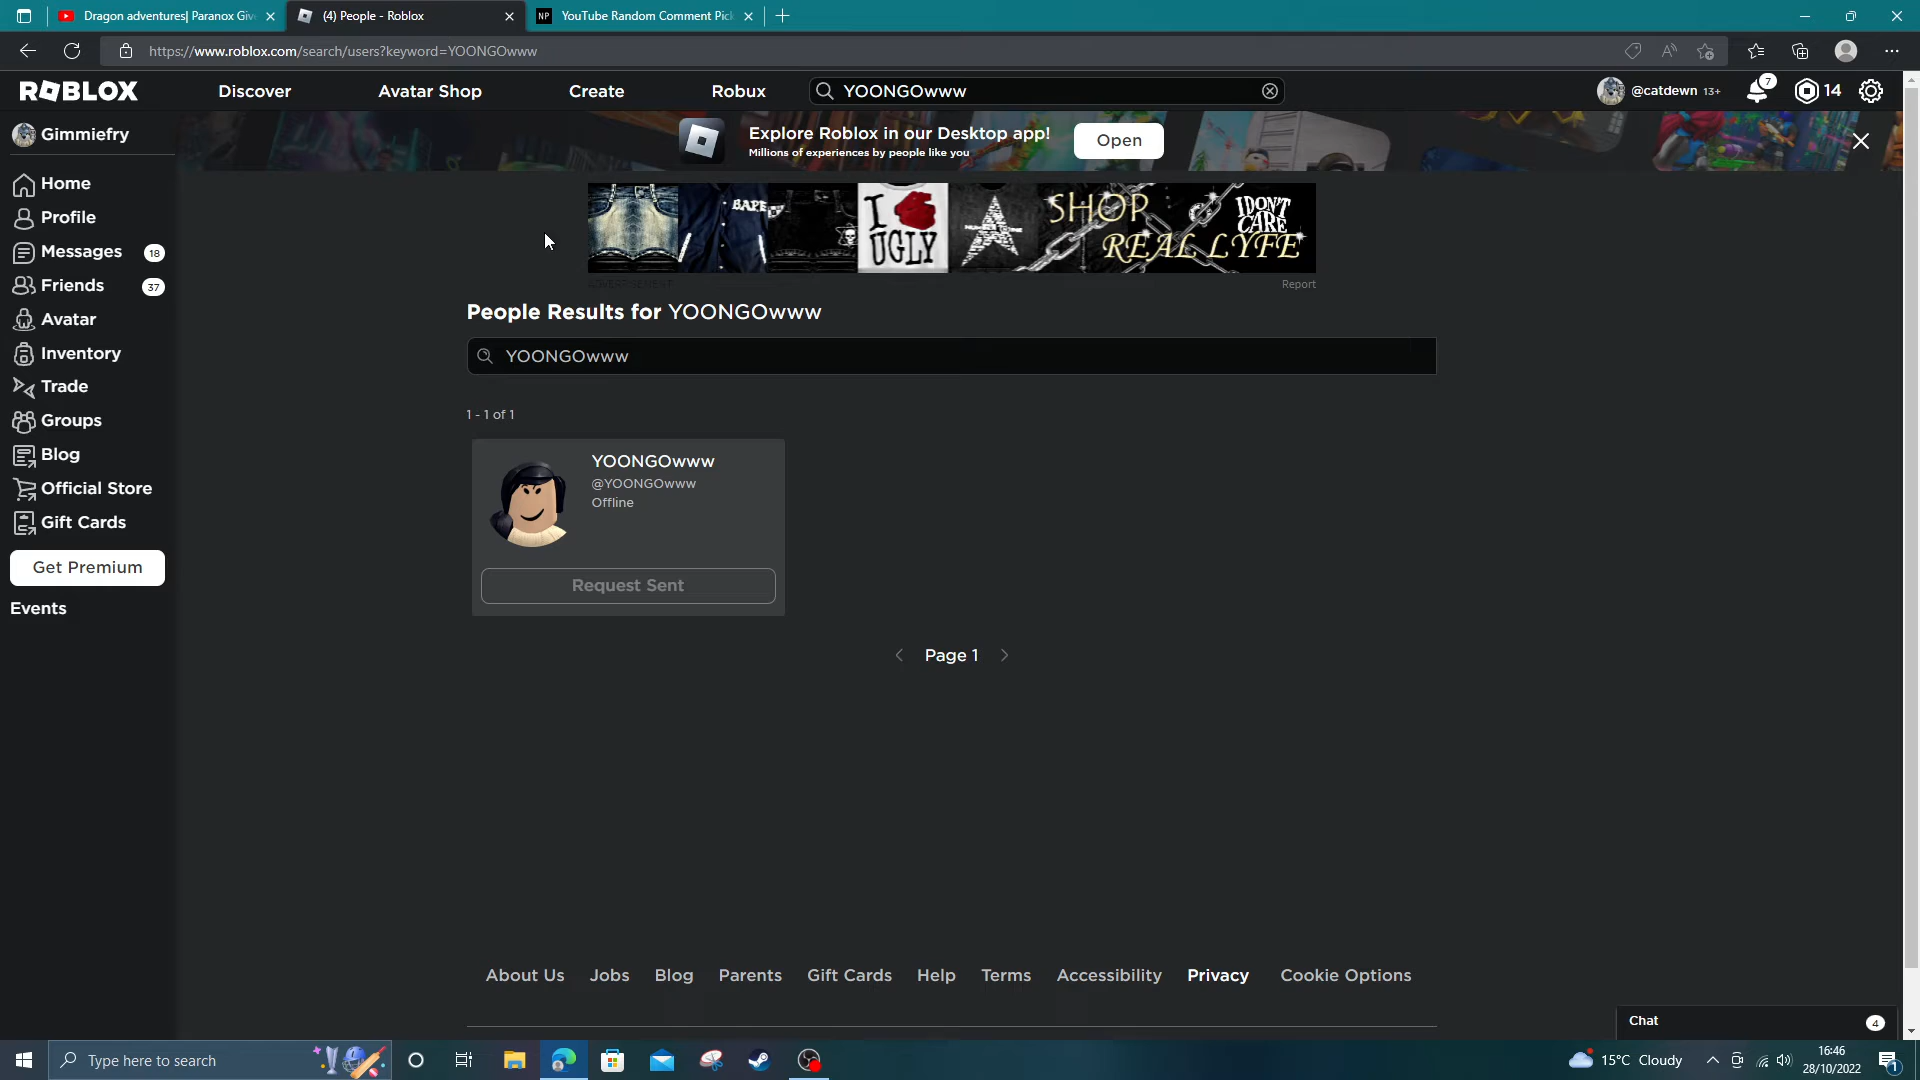 Dragon adventures| Paranox Giv
(4) People - Roblox
NP
YouTube Random Comment Pic
https://www.roblox.com/search/users?keyword=YOONGOwww
ROBLOX
Discover
Avatar Shop
Create
Robux
YOONGOwww
@catdewn 13+
7
14
Gimmiefry
Explore Roblox in our Desktop app!
Millions of experiences by people like you
Open
Home
Profile
Messages 18
Friends 37
Avatar
Inventory
Trade
Groups
Blog
Official Store
Gift Cards
Get Premium
Events
BAPE
I
UGLY
SHOP
REAL LYFE
I DON'T
CARE
ADVERTISEMENT
Report
People Results for YOONGOwww
YOONGOwww
1 - 1 of 1
YOONGOwww
@YOONGOwww
Offline
Request Sent
Page 1
About Us
Jobs
Blog
Parents
Gift Cards
Help
Terms
Accessibility
Privacy
Cookie Options
Chat
4
Type here to search
15°C Cloudy
16:46
28/10/2022
1